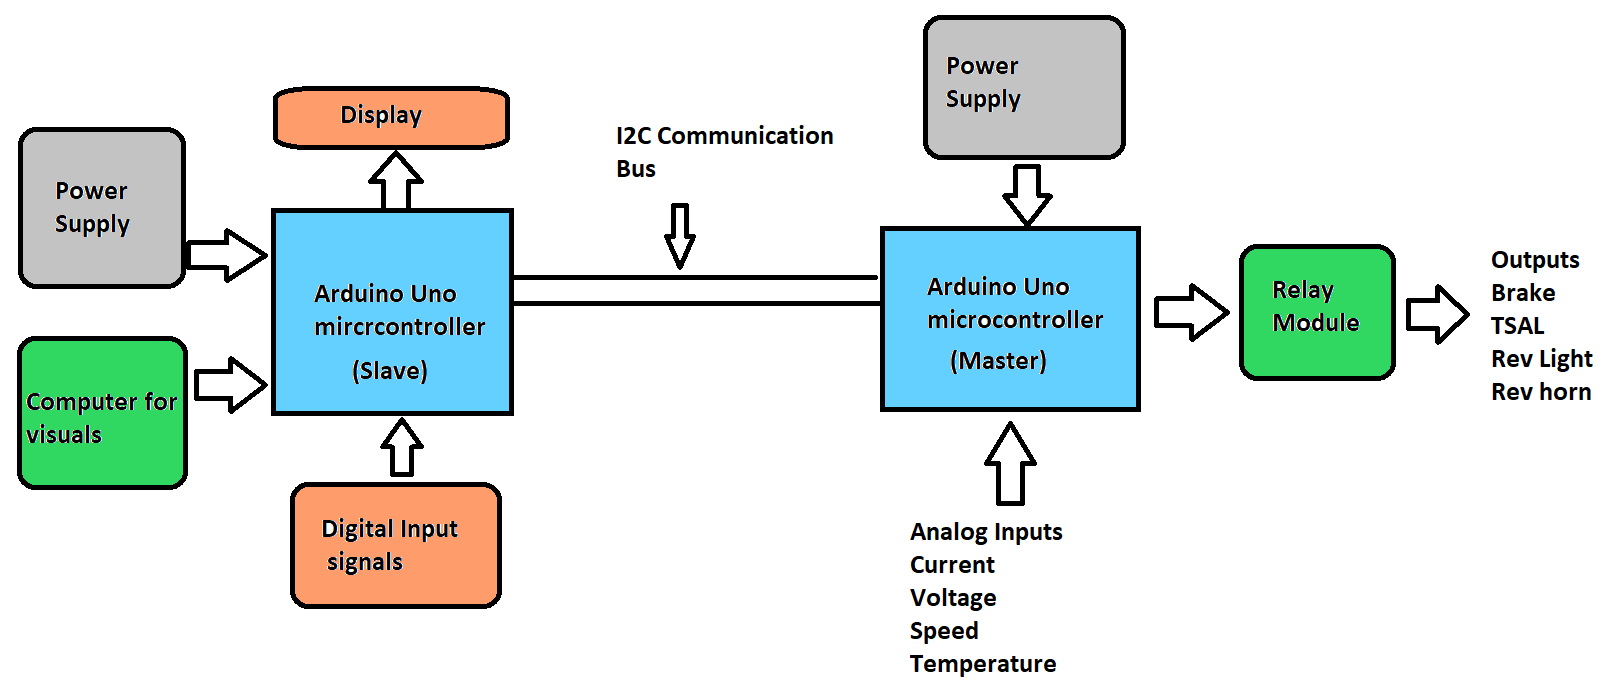 Power
Supply
Display
I2C Communication
Bus
Power
Supply
Arduino Uno
mircrcontroller
(Slave)
Arduino Uno
microcontroller
(Master)
Relay
Module
Outputs
Brake
TSAL
Rev Light
Rev horn
Computer for
visuals
Digital Input
signals
Analog Inputs
Current
Voltage
Speed
Temperature